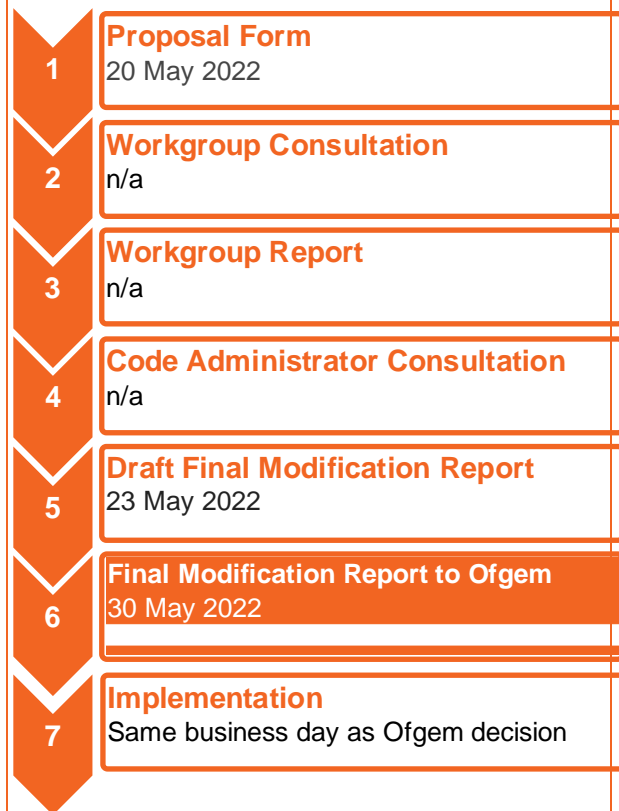 1
Proposal Form
20 May 2022
2
Workgroup Consultation
n/a
3
Workgroup Report
n/a
4
Code Administrator Consultation
n/a
5
Draft Final Modification Report
23 May 2022
6
Final Modification Report to Ofgem
30 May 2022
7
Implementation
Same business day as Ofgem decision